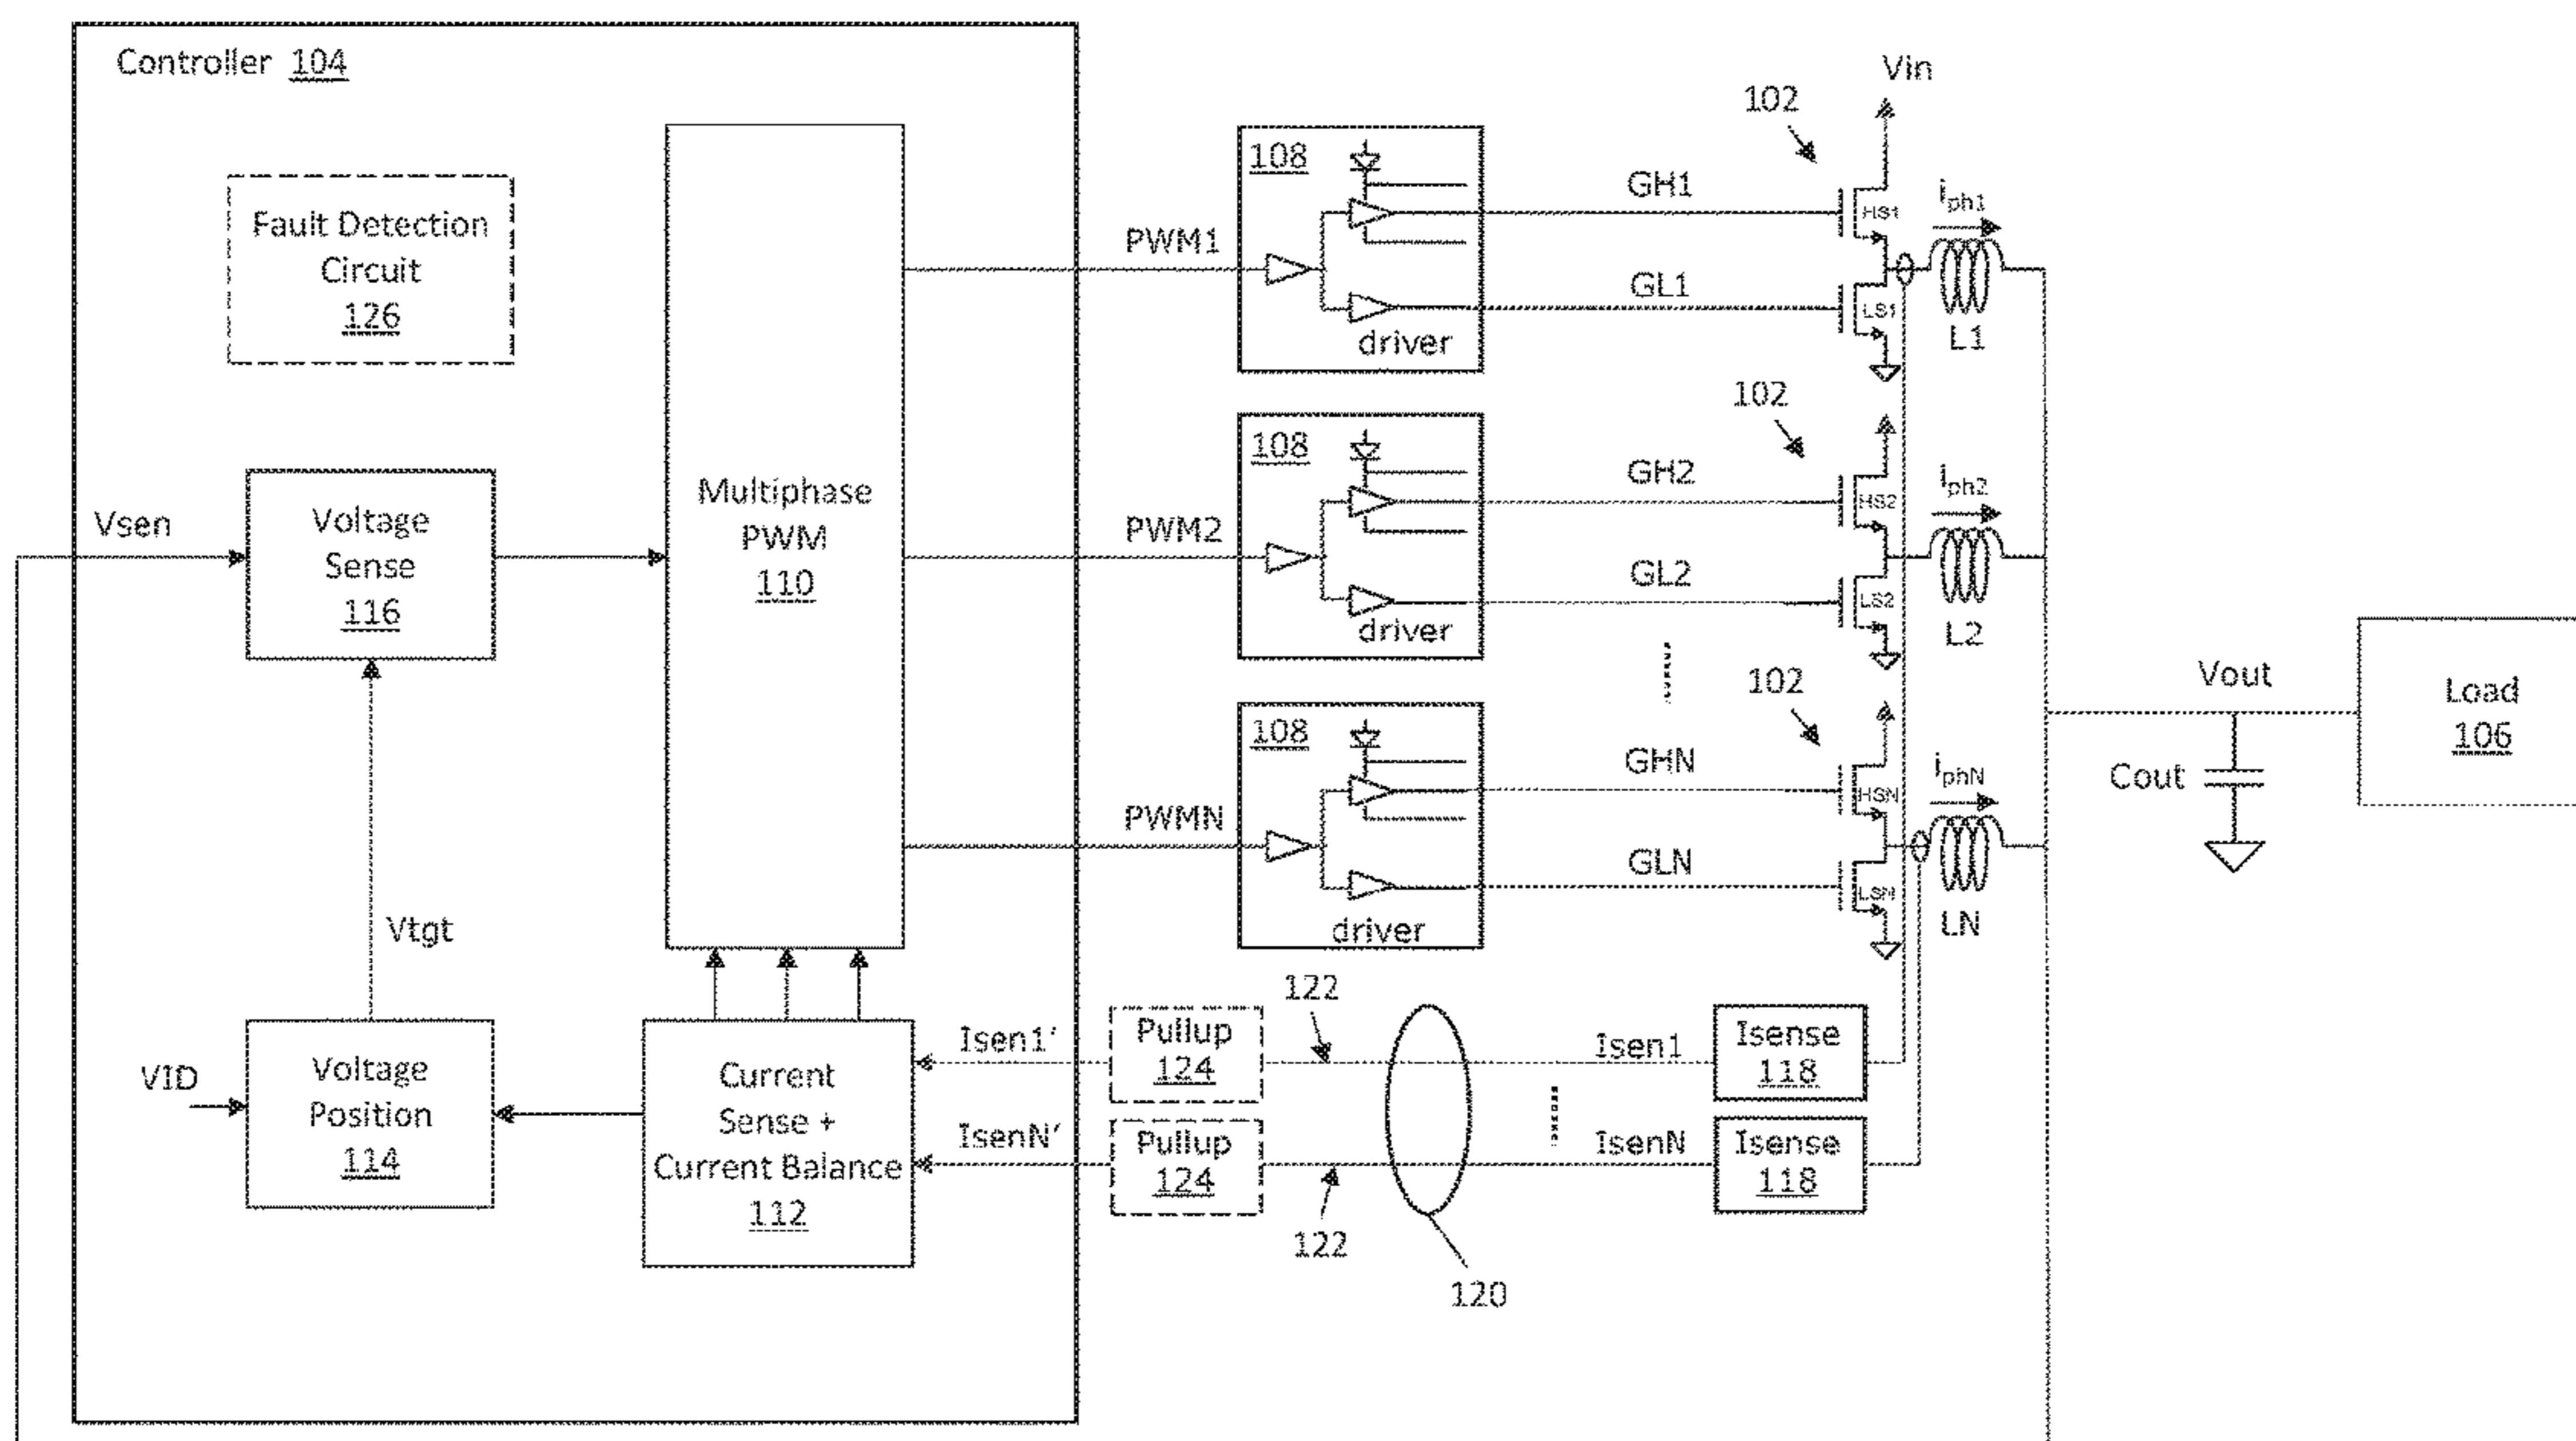 Controller 104
Fault Detection
Circuit
126
Vsen
Voltage
Sense
116
Vtgt
VID
Voltage
Position
114
Multiphase
PWM
110
Current
Sense +
Current Balance
112
Isen1′
IsenN′
PWM1
PWM2
PWMN
108
driver
108
driver
108
driver
GH1
GL1
GH2
GL2
GHN
GLN
Vin
102
HS1
LS1
iph1
L1
102
HS2
LS2
iph2
L2
102
HSN
LSN
iphN
LN
Vout
Cout
Load
106
Pullup
124
Pullup
124
122
122
120
Isen1
IsenN
Isense
118
Isense
118